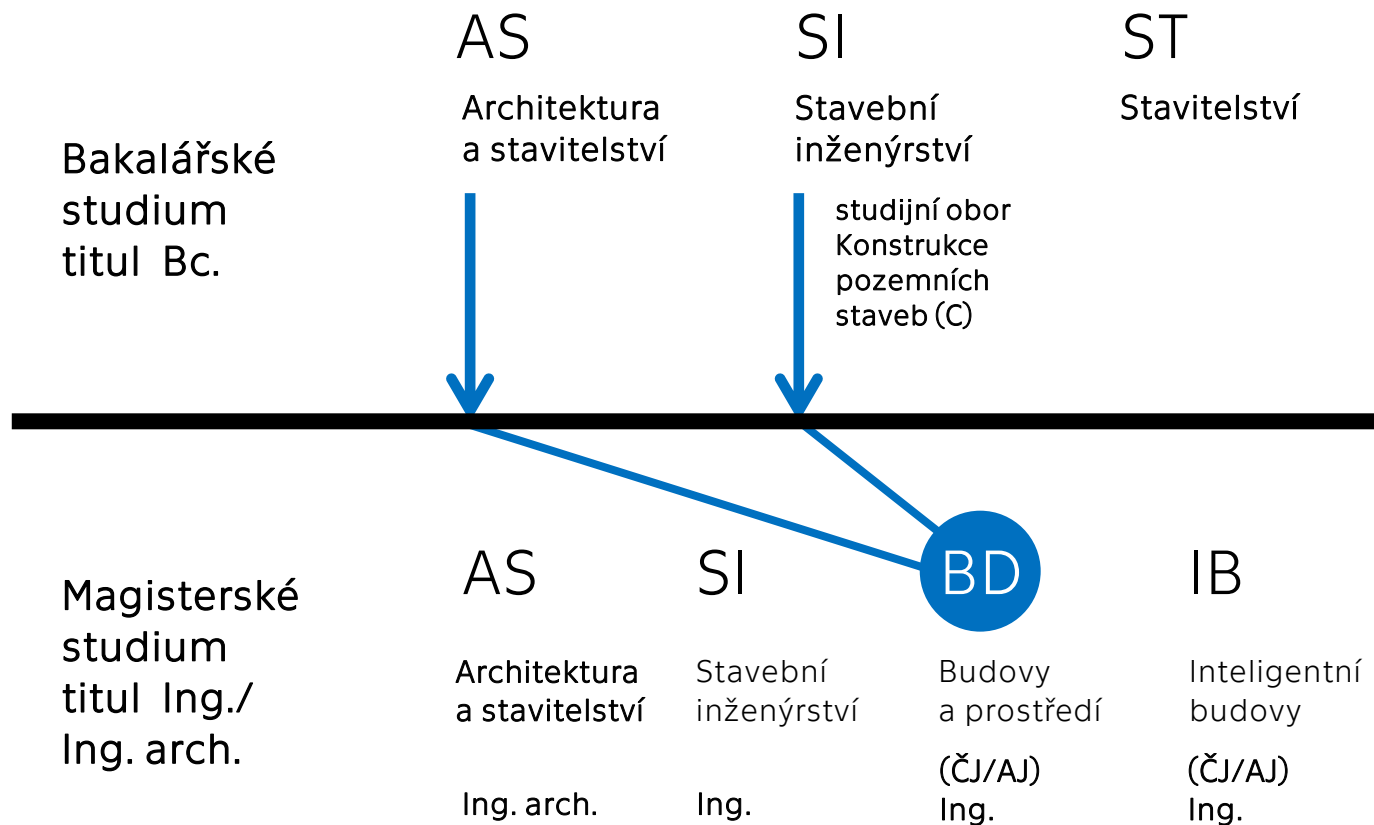 AS
SI
ST
Architektura
a stavitelství
Stavební
inženýrství
Stavitelství
Bakalářské
studium
titul Bc.
studijní obor
Konstrukce
pozemních
staveb (C)
AS
SI
BD
IB
Magisterské
studium
titul Ing./
Ing. arch.
Architektura
a stavitelství
Stavební
inženýrství
Budovy
a prostředí
Inteligentní
budovy
(ČJ/AJ)
(ČJ/AJ)
Ing. arch.
Ing.
Ing.
Ing.